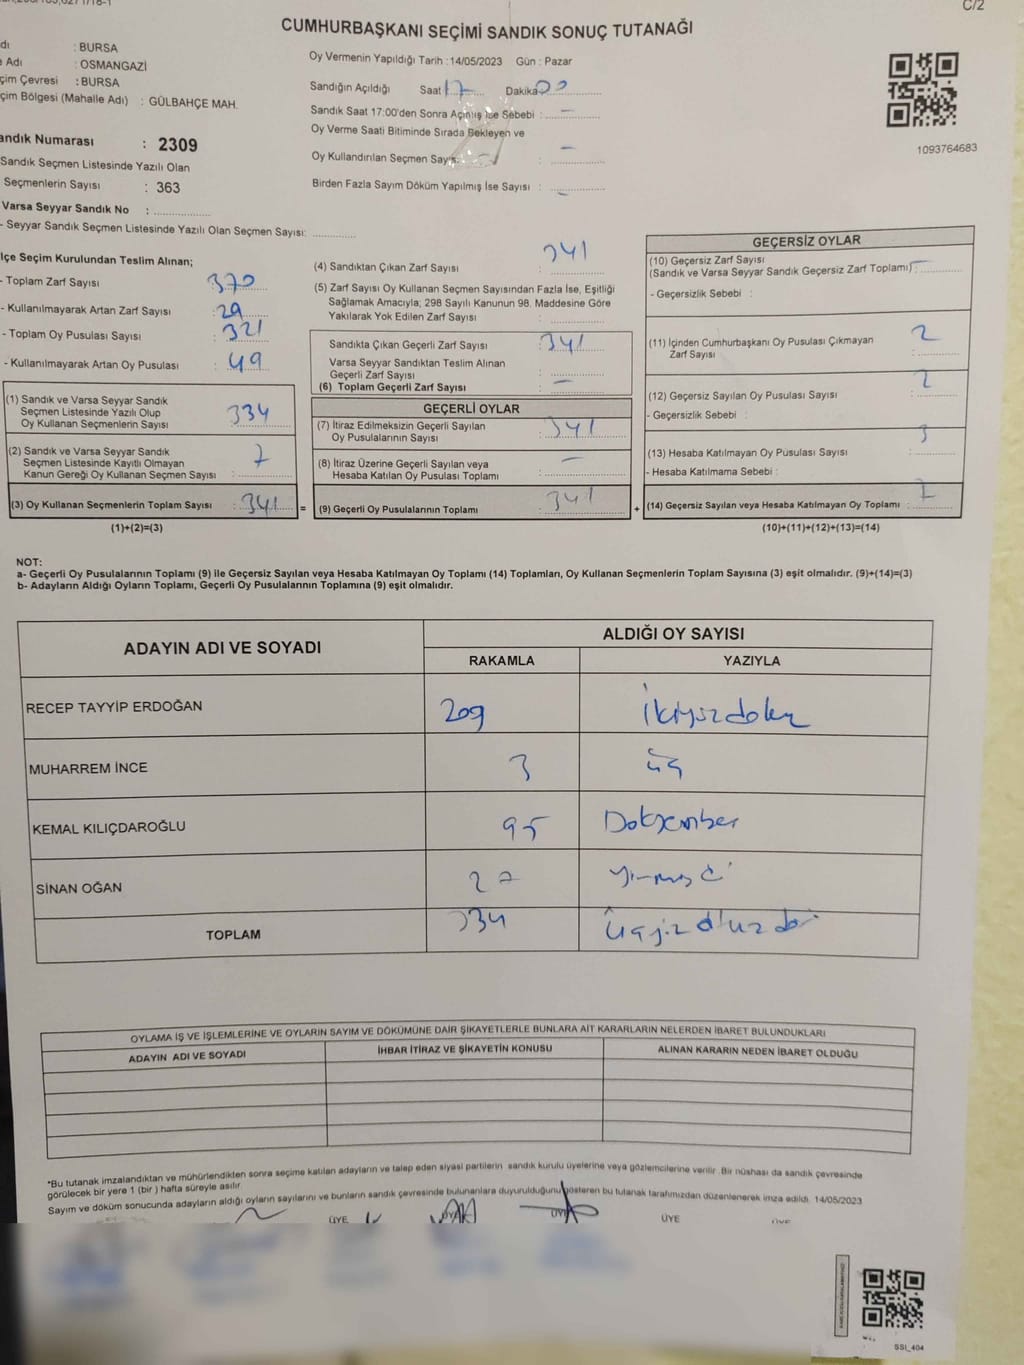 C/2
CUMHURBAŞKANI SEÇİMİ SANDIK SONUÇ TUTANAĞI
: BURSA
Adı : OSMANGAZİ
çim Çevresi : BURSA
çim Bölgesi (Mahalle Adı) : GÜLBAHÇE MAH.
andık Numarası : 2309
Sandık Seçmen Listesinde Yazılı Olan
Seçmenlerin Sayısı : 363
Varsa Seyyar Sandık No :
- Seyyar Sandık Seçmen Listesinde Yazılı Olan Seçmen Sayısı:
Oy Vermenin Yapıldığı Tarih : 14/05/2023 Gün : Pazar
Sandığın Açıldığı Saat 17 Dakika 00
Sandık Saat 17:00'den Sonra Açılmış ise Sebebi : —
Oy Verme Saati Bitiminde Sırada Bekleyen ve
Oy Kullandırılan Seçmen Sayısı : —
Birden Fazla Sayım Döküm Yapılmış İse Sayısı : —
1093764683
lçe Seçim Kurulundan Teslim Alınan;
- Toplam Zarf Sayısı : 370
- Kullanılmayarak Artan Zarf Sayısı : 29
- Toplam Oy Pusulası Sayısı : 321
- Kullanılmayarak Artan Oy Pusulası : 49
(1) Sandık ve Varsa Seyyar Sandık
Seçmen Listesinde Yazılı Olup
Oy Kullanan Seçmenlerin Sayısı : 334
(2) Sandık ve Varsa Seyyar Sandık
Seçmen Listesinde Kayıtlı Olmayan
Kanun Gereği Oy Kullanan Seçmen Sayısı : 7
(3) Oy Kullanan Seçmenlerin Toplam Sayısı : 341 =
(1)+(2)=(3)
(4) Sandıktan Çıkan Zarf Sayısı : 341
(5) Zarf Sayısı Oy Kullanan Seçmen Sayısından Fazla İse, Eşitliği
Sağlamak Amacıyla; 298 Sayılı Kanunun 98. Maddesine Göre
Yakılarak Yok Edilen Zarf Sayısı :
Sandıkta Çıkan Geçerli Zarf Sayısı : 341
Varsa Seyyar Sandıktan Teslim Alınan
Geçerli Zarf Sayısı :
(6) Toplam Geçerli Zarf Sayısı : —
GEÇERLİ OYLAR
(7) İtiraz Edilmeksizin Geçerli Sayılan
Oy Pusulalarının Sayısı : 341
(8) İtiraz Üzerine Geçerli Sayılan veya
Hesaba Katılan Oy Pusulası Toplamı : —
(9) Geçerli Oy Pusulalarının Toplamı : 341 +
GEÇERSİZ OYLAR
(10) Geçersiz Zarf Sayısı
(Sandık ve Varsa Seyyar Sandık Geçersiz Zarf Toplamı) : —
- Geçersizlik Sebebi :
(11) İçinden Cumhurbaşkanı Oy Pusulası Çıkmayan
Zarf Sayısı : 2
(12) Geçersiz Sayılan Oy Pusulası Sayısı : 2
- Geçersizlik Sebebi :
(13) Hesaba Katılmayan Oy Pusulası Sayısı : 3
- Hesaba Katılmama Sebebi :
(14) Geçersiz Sayılan veya Hesaba Katılmayan Oy Toplamı :
(10)+(11)+(12)+(13)=(14)
NOT:
a- Geçerli Oy Pusulalarının Toplamı (9) ile Geçersiz Sayılan veya Hesaba Katılmayan Oy Toplamı (14) Toplamları, Oy Kullanan Seçmenlerin Toplam Sayısına (3) eşit olmalıdır. (9)+(14)=(3)
b- Adayların Aldığı Oyların Toplamı, Geçerli Oy Pusulalarının Toplamına (9) eşit olmalıdır.
ADAYIN ADI VE SOYADI ALDIĞI OY SAYISI
RAKAMLA YAZIYLA
RECEP TAYYİP ERDOĞAN 209 İkiyüzdokuz
MUHARREM İNCE 3 üç
KEMAL KILIÇDAROĞLU 95 Doksanbeş
SİNAN OĞAN 27
TOPLAM 334
OYLAMA İŞ VE İŞLEMLERİNE VE OYLARIN SAYIM VE DÖKÜMÜNE DAİR ŞİKAYETLERLE BUNLARA AİT KARARLARIN NELERDEN İBARET BULUNDUKLARI
ADAYIN ADI VE SOYADI İHBAR İTİRAZ VE ŞİKAYETİN KONUSU ALINAN KARARIN NEDEN İBARET OLDUĞU
*Bu tutanak imzalandıktan ve mühürlendikten sonra seçime katılan adayların ve talep eden siyasi partilerin sandık kurulu üyelerine veya gözlemcilerine verilir. Bir nüshası da sandık çevresinde
görülecek bir yere 1 (bir) hafta süreyle asılır.
Sayım ve döküm sonucunda adayların aldığı oyların sayılarını ve bunların sandık çevresinde bulunanlara duyurulduğunu gösteren bu tutanak tarafımızdan düzenlenerek imza edildi. 14/05/2023
ÜYE ÜYE ÜYE ÜYE
SSI_404